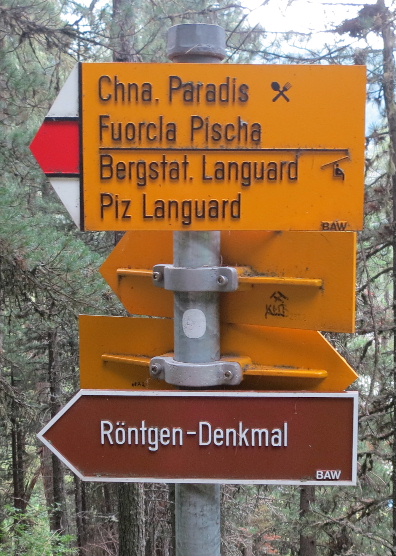 Chna. Paradis
Fuorcla Pischa
Bergstat. Languard
Piz Languard
BAW
Röntgen-Denkmal
BAW